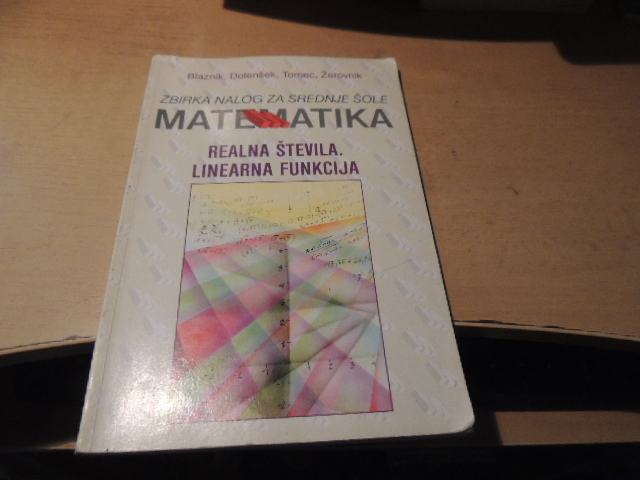 Blaznik, Dolenšek, Tomec, Žerovnik
ZBIRKA NALOG ZA SREDNJE ŠOLE
MATEMATIKA
REALNA ŠTEVILA.
LINEARNA FUNKCIJA